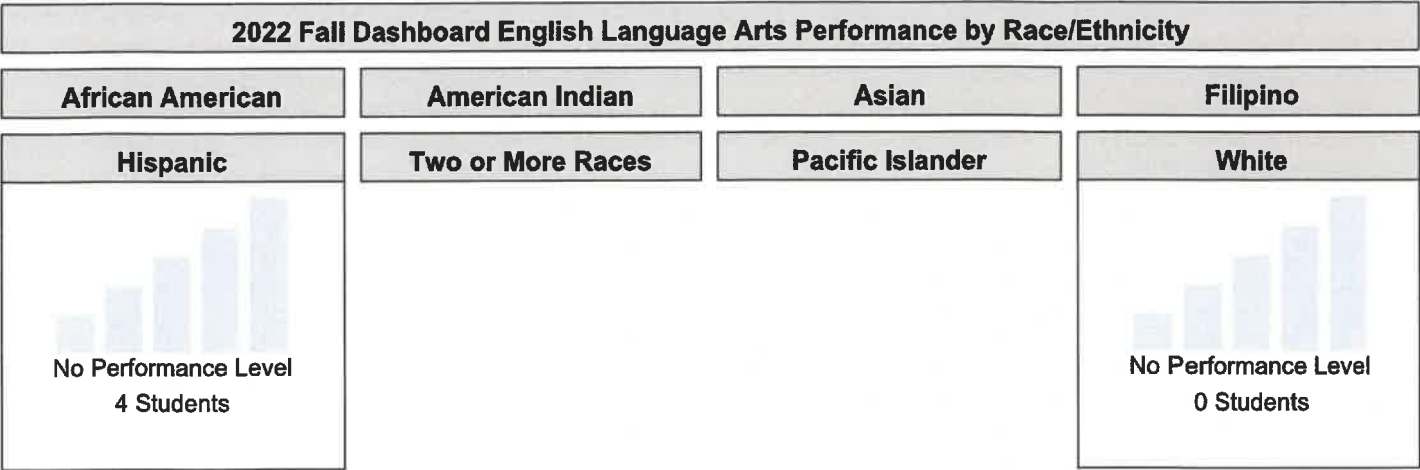 2022 Fall Dashboard English Language Arts Performance by Race/Ethnicity
African American
American Indian
Asian
Filipino
Hispanic
Two or More Races
Pacific Islander
White
No Performance Level
4 Students
No Performance Level
0 Students